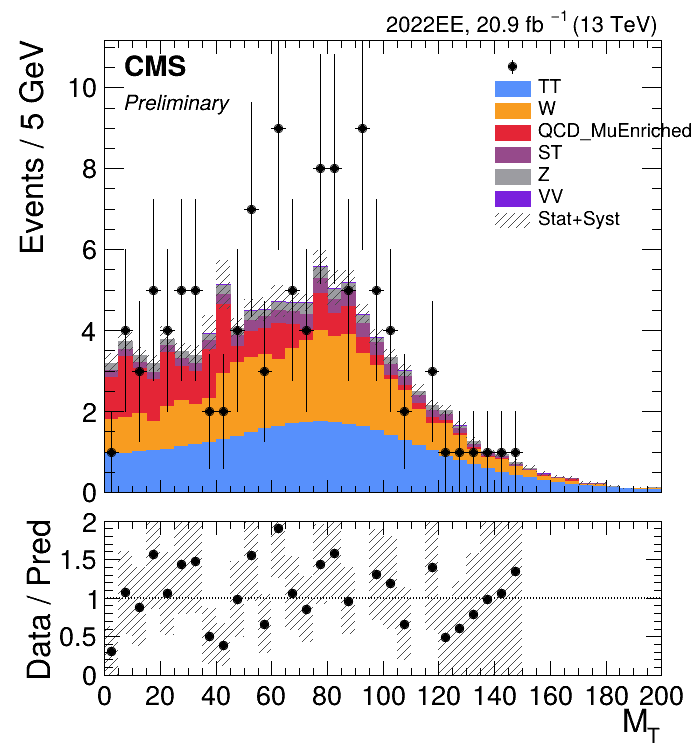 2022EE, 20.9 fb ⁻¹ (13 TeV)
CMS
Preliminary
TT
W
QCD_MuEnriched
ST
Z
VV
Stat+Syst
Events / 5 GeV
10
8
6
4
2
0
Data / Pred
2
1.5
1
0.5
0
0 20 40 60 80 100 120 140 160 180 200
M_T